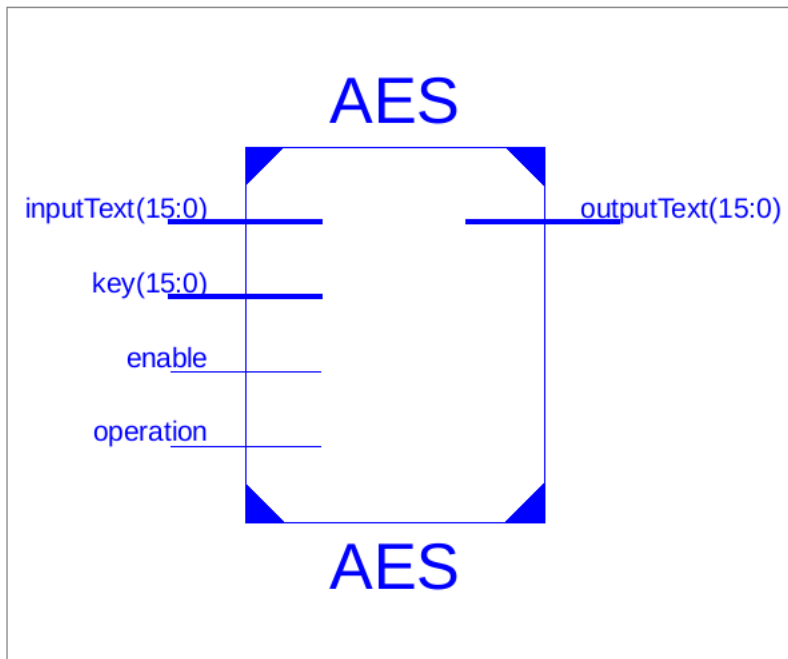 AES
inputText(15:0)
outputText(15:0)
key(15:0)
enable
operation
AES